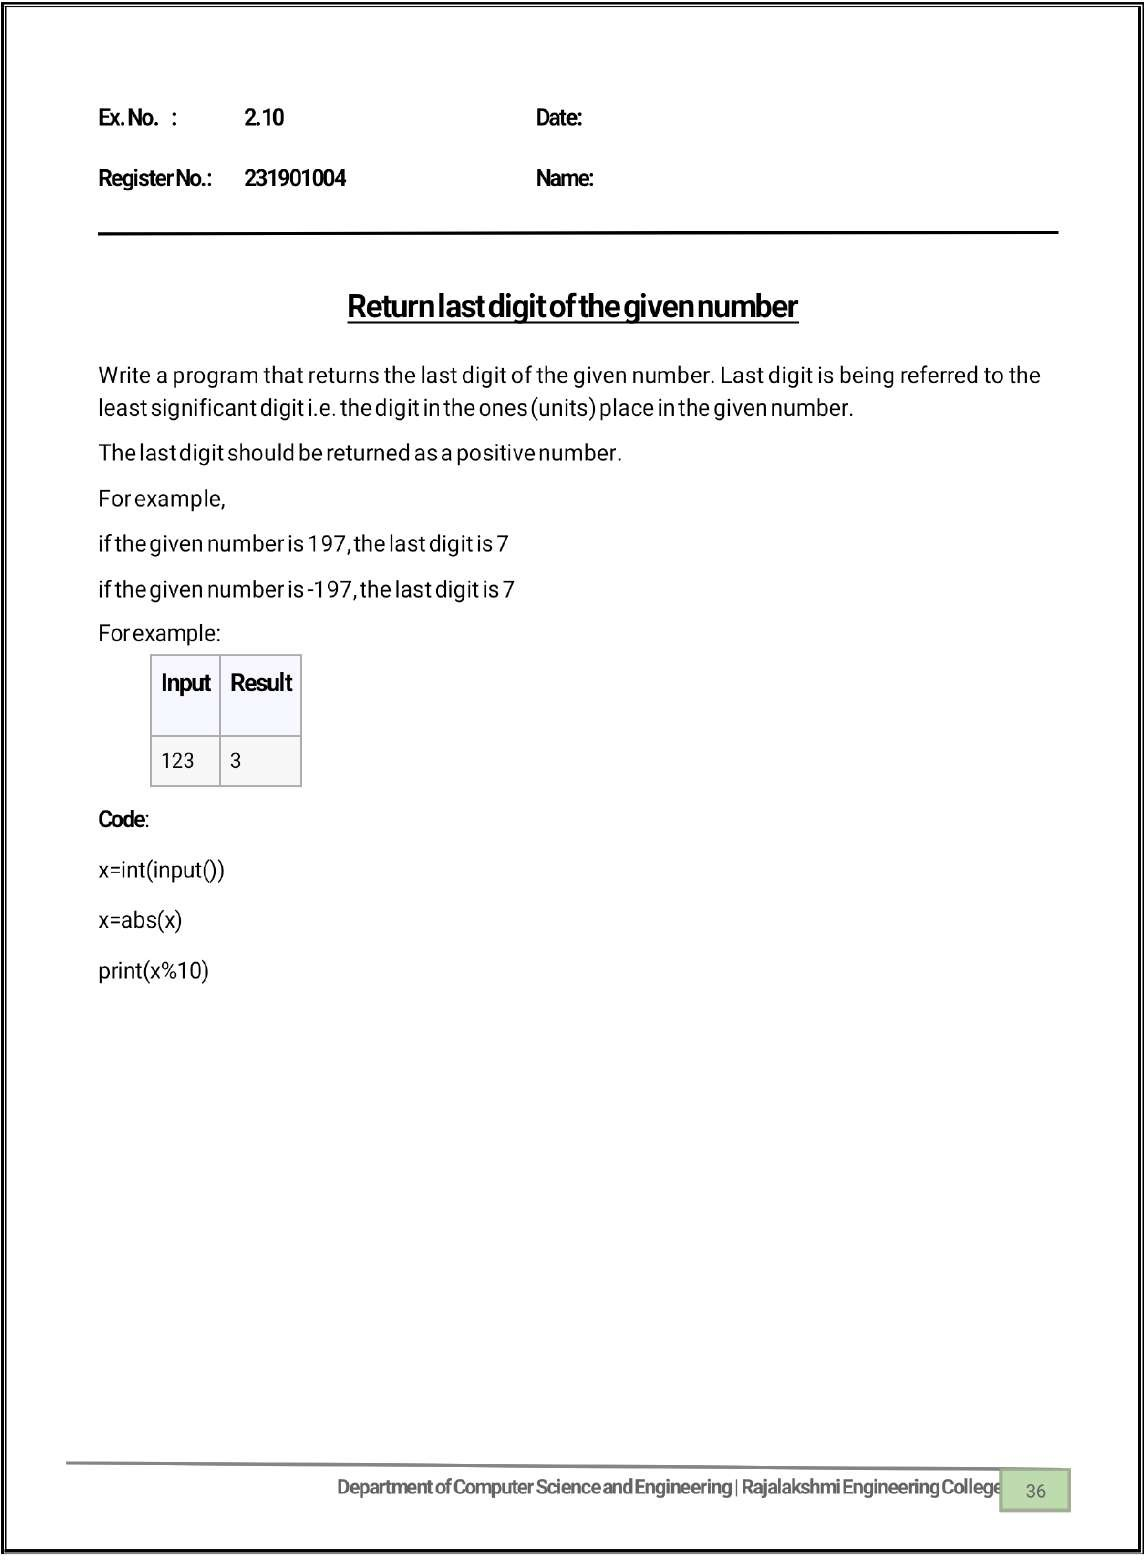 Ex. No. : 2.10 Date:
Register No.: 231901004 Name:
Return last digit of the given number
Write a program that returns the last digit of the given number. Last digit is being referred to the
least significant digit i.e. the digit in the ones (units) place in the given number.
The last digit should be returned as a positive number.
For example,
if the given number is 197, the last digit is 7
if the given number is -197, the last digit is 7
For example:
Input Result
123 3
Code:
x=int(input())
x=abs(x)
print(x%10)
Department of Computer Science and Engineering | Rajalakshmi Engineering College 36